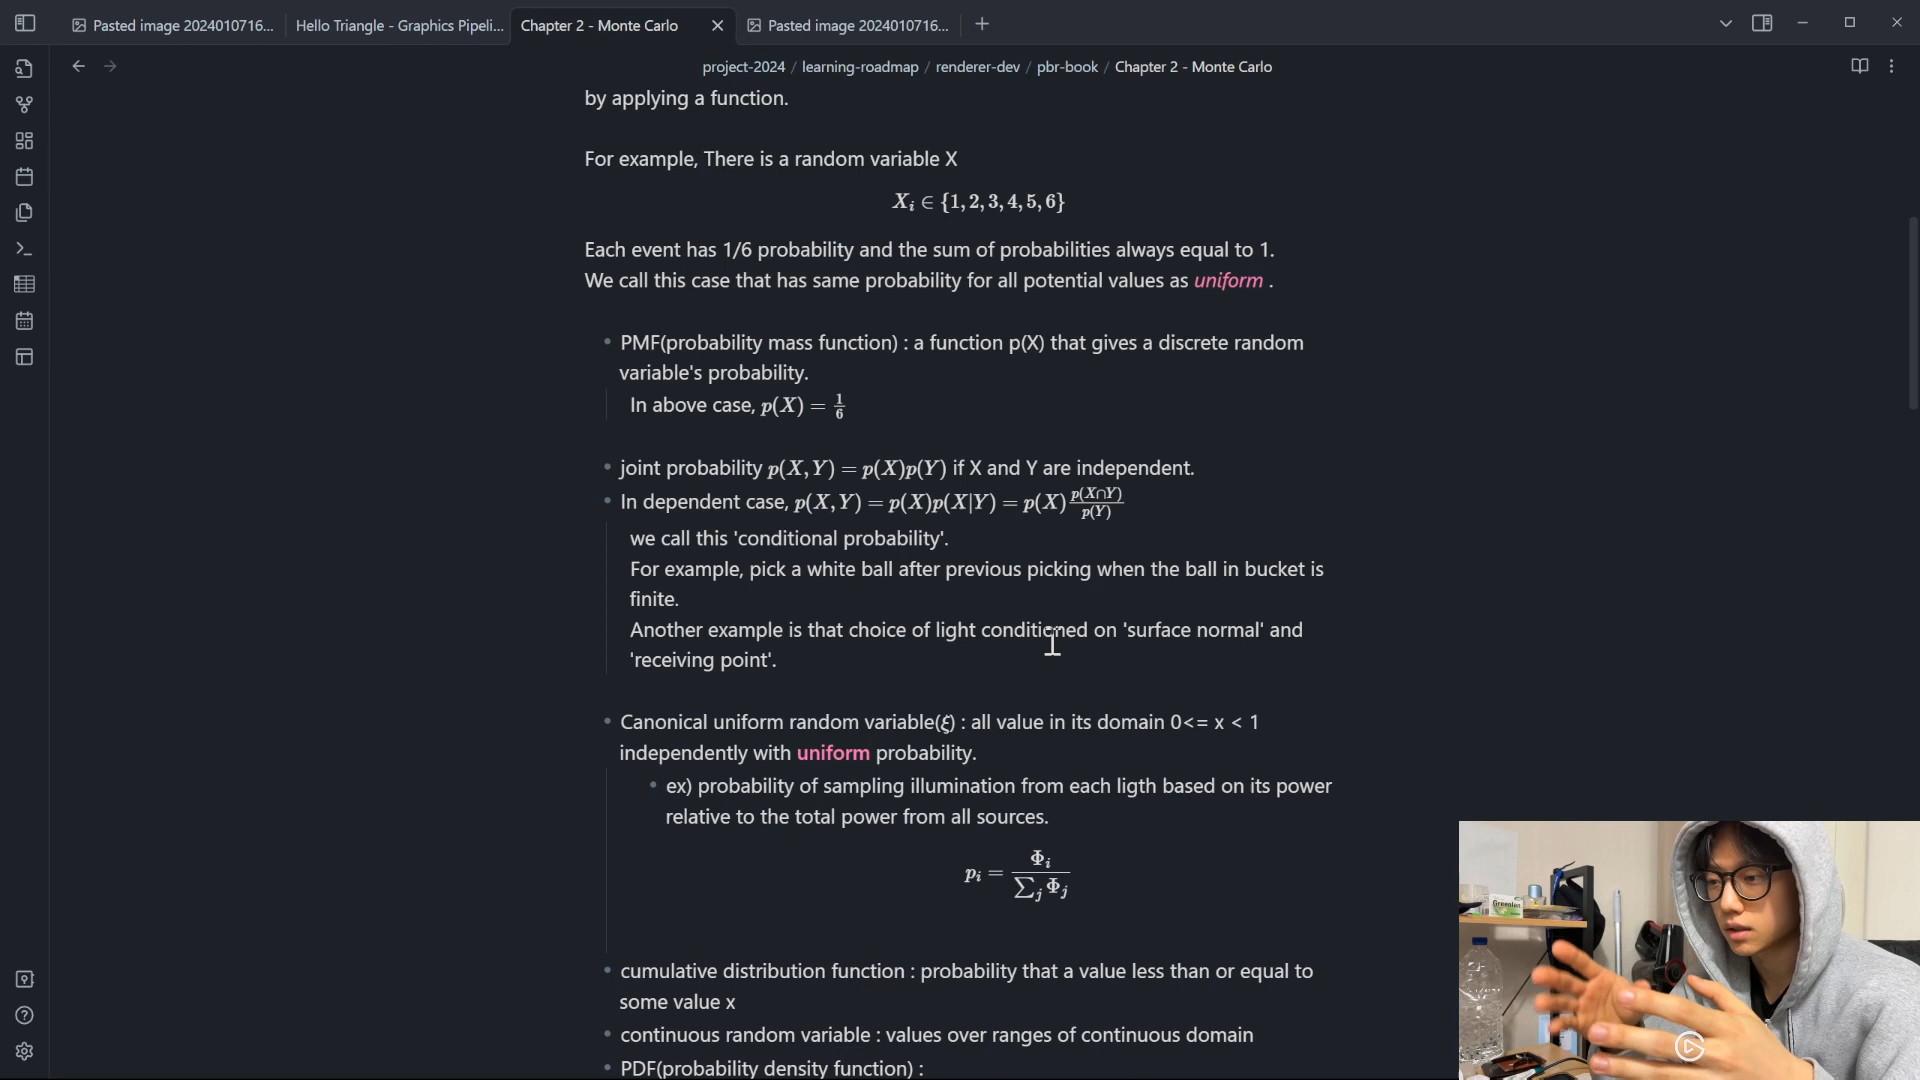 Pasted image 2024010716...
Hello Triangle - Graphics Pipeli...
Chapter 2 - Monte Carlo
Pasted image 2024010716...
project-2024 / learning-roadmap / renderer-dev / pbr-book / Chapter 2 - Monte Carlo
by applying a function.
For example, There is a random variable X
X_i ∈ {1, 2, 3, 4, 5, 6}
Each event has 1/6 probability and the sum of probabilities always equal to 1.
We call this case that has same probability for all potential values as uniform .
• PMF(probability mass function) : a function p(X) that gives a discrete random
variable's probability.
In above case, p(X) = 1/6
• joint probability p(X, Y) = p(X)p(Y) if X and Y are independent.
• In dependent case, p(X, Y) = p(X)p(X|Y) = p(X) p(X∩Y)/p(Y)
we call this 'conditional probability'.
For example, pick a white ball after previous picking when the ball in bucket is
finite.
Another example is that choice of light conditioned on 'surface normal' and
'receiving point'.
• Canonical uniform random variable(ξ) : all value in its domain 0<= x < 1
independently with uniform probability.
• ex) probability of sampling illumination from each ligth based on its power
relative to the total power from all sources.
p_i = Φ_i / ∑_j Φ_j
• cumulative distribution function : probability that a value less than or equal to
some value x
• continuous random variable : values over ranges of continuous domain
• PDF(probability density function) :
Greenlen